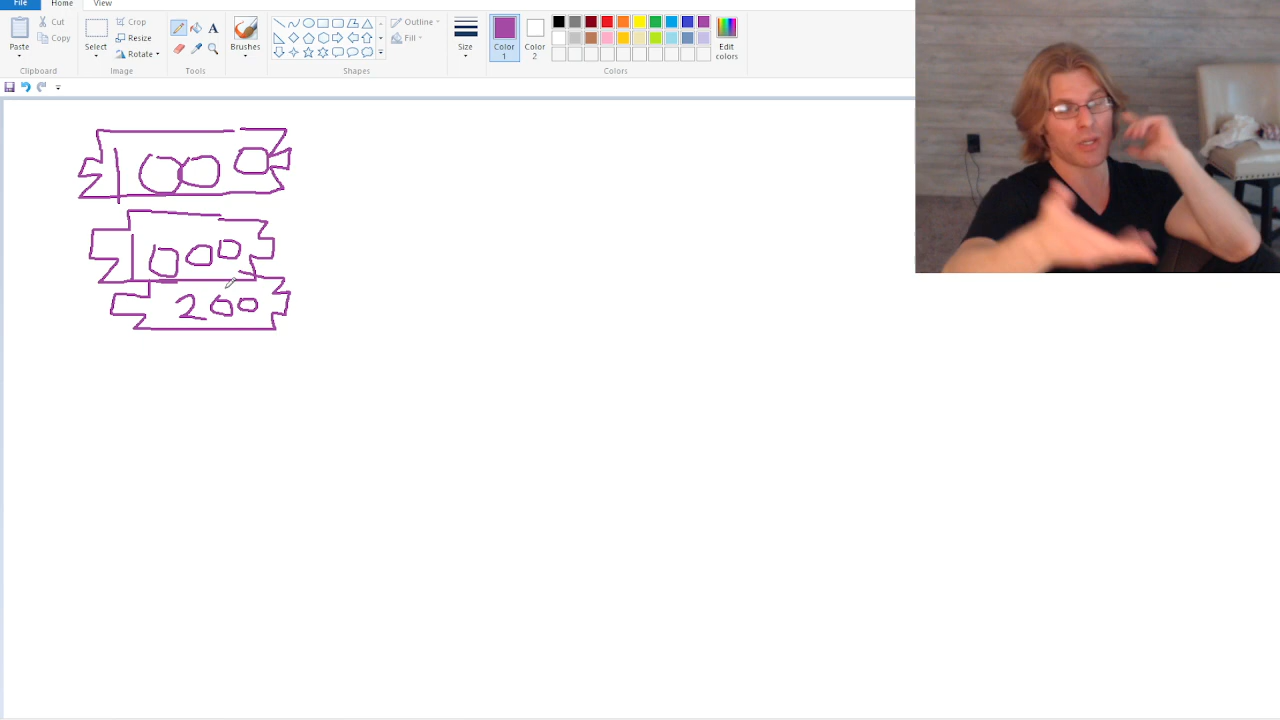 File Home View
Paste Cut Copy Select Crop Resize Rotate A Brushes Outline Fill Size Color 1 Color 2 Edit colors
Clipboard Image Tools Shapes Colors
1000
1000
200